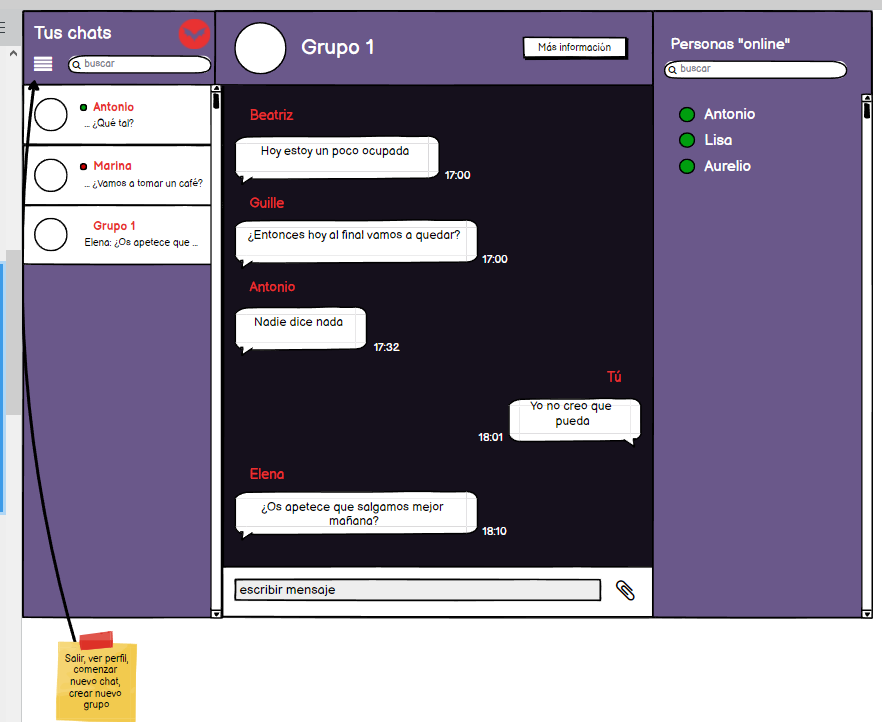 Tus chats
buscar
Antonio
... ¿Qué tal?
Marina
... ¿Vamos a tomar un café?
Grupo 1
Elena: ¿Os apetece que ...
Grupo 1
Más información
Beatriz
Hoy estoy un poco ocupada
17:00
Guille
¿Entonces hoy al final vamos a quedar?
17:00
Antonio
Nadie dice nada
17:32
Tú
Yo no creo que
pueda
18:01
Elena
¿Os apetece que salgamos mejor
mañana?
18:10
escribir mensaje
Personas "online"
buscar
Antonio
Lisa
Aurelio
Salir, ver perfil,
comenzar
nuevo chat,
crear nuevo
grupo